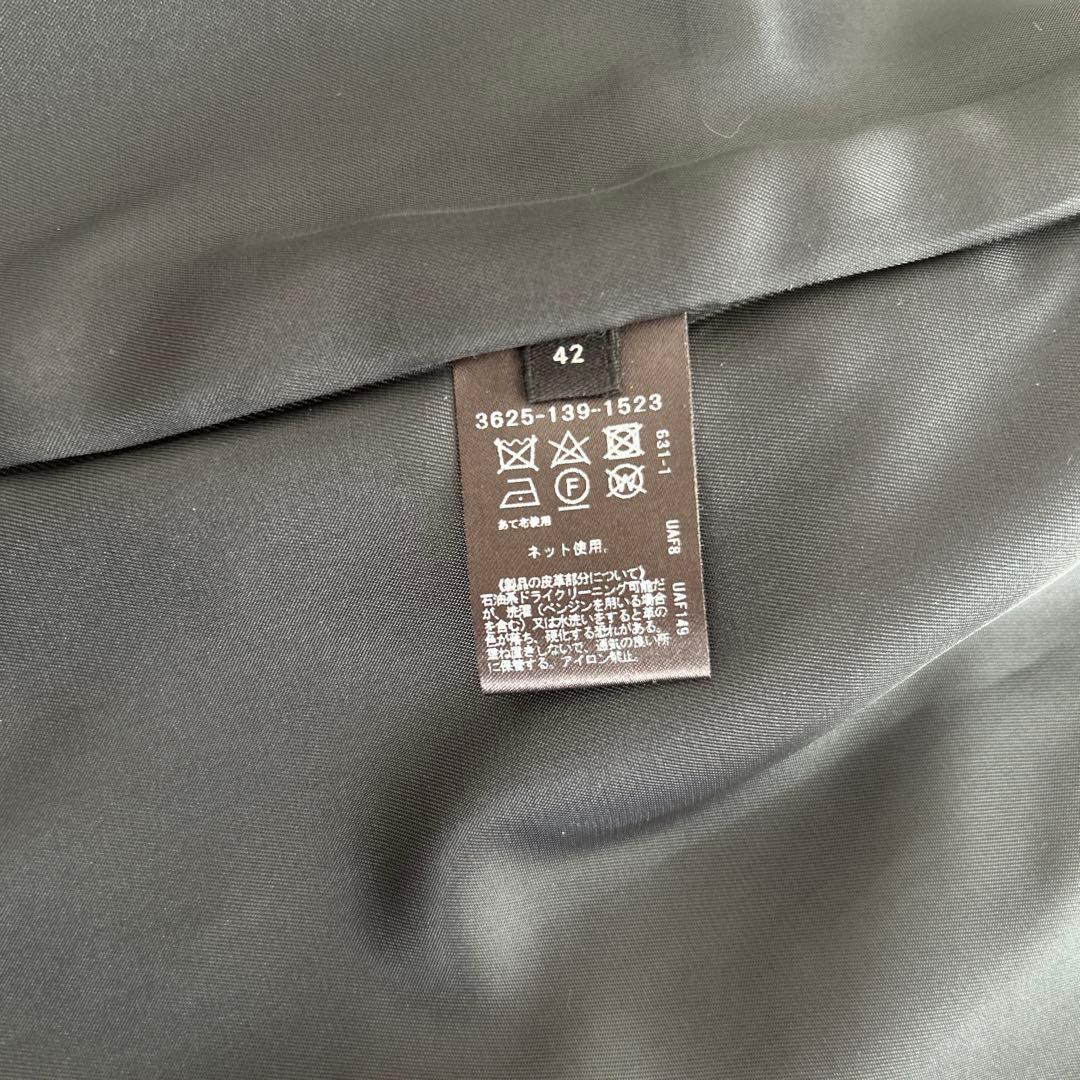 42
3625-139-1523
631-1
F
W
あて布使用
ネット使用。
UAF8
UAF149
《製品の皮革部分について》
石油系ドライクリーニング可能だ
が、洗濯(ベンジンを用いる場合
を含む)又は水洗いをすると革の
色が落ち、硬化する恐れがある。
重ね置きしないで、通気の良い所
に保管する。アイロン禁止。